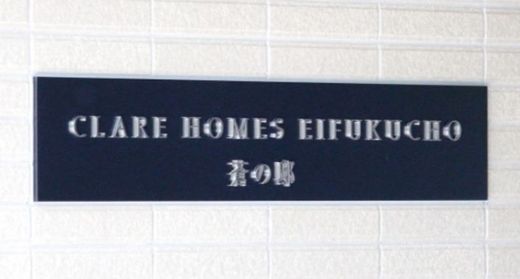 CLARE HOMES EIFUKUCHO
蒼の邸